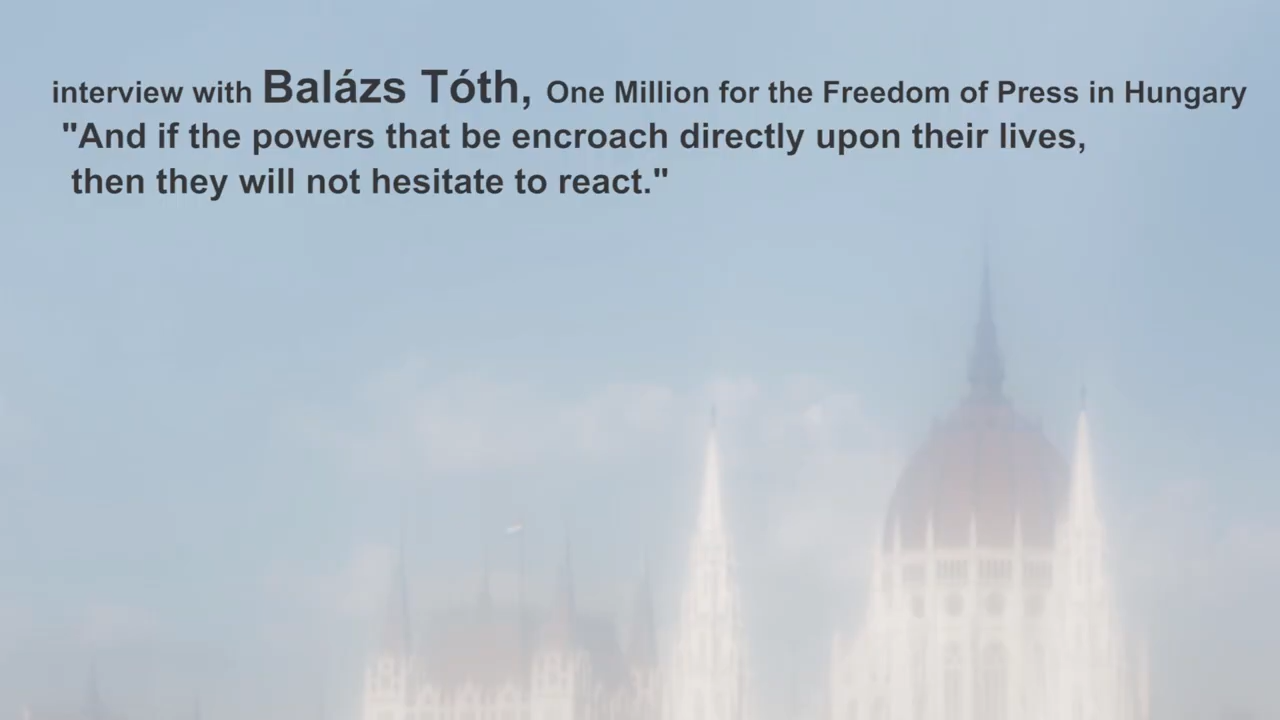 interview with Balázs Tóth, One Million for the Freedom of Press in Hungary
"And if the powers that be encroach directly upon their lives,
then they will not hesitate to react."